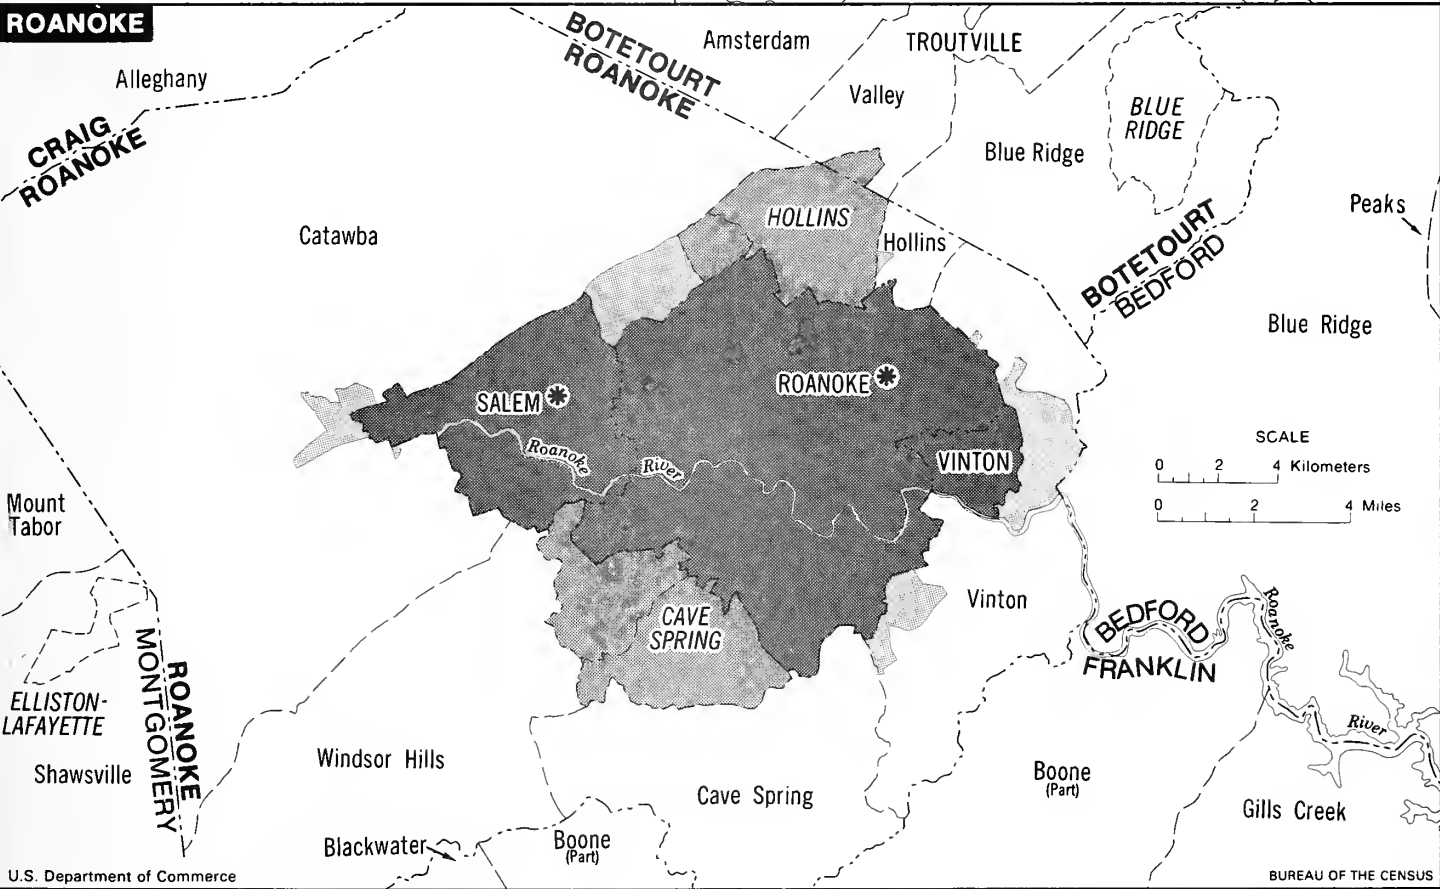 ROANOKE
Alleghany
CRAIG
ROANOKE
BOTETOURT
ROANOKE
Amsterdam
TROUTVILLE
Valley
BLUE
RIDGE
Blue Ridge
Peaks
HOLLINS
Hollins
Catawba
BOTETOURT
BEDFORD
Blue Ridge
SALEM
ROANOKE
Roanoke
River
VINTON
SCALE
0 2 4 Kilometers
0 2 4 Miles
Mount
Tabor
CAVE
SPRING
Vinton
BEDFORD
FRANKLIN
Roanoke
River
ROANOKE
MONTGOMERY
ELLISTON-
LAFAYETTE
Shawsville
Windsor Hills
Cave Spring
Boone
(Part)
Gills Creek
Blackwater
Boone
(Part)
U.S. Department of Commerce
BUREAU OF THE CENSUS